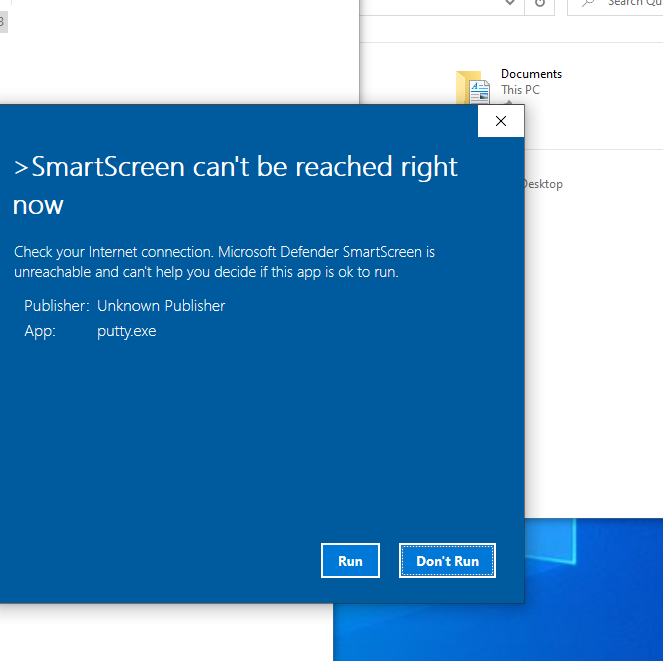 3
Search Qu
Documents
This PC
Desktop
>SmartScreen can't be reached right
now
Check your Internet connection. Microsoft Defender SmartScreen is
unreachable and can't help you decide if this app is ok to run.
Publisher: Unknown Publisher
App: putty.exe
Run Don't Run